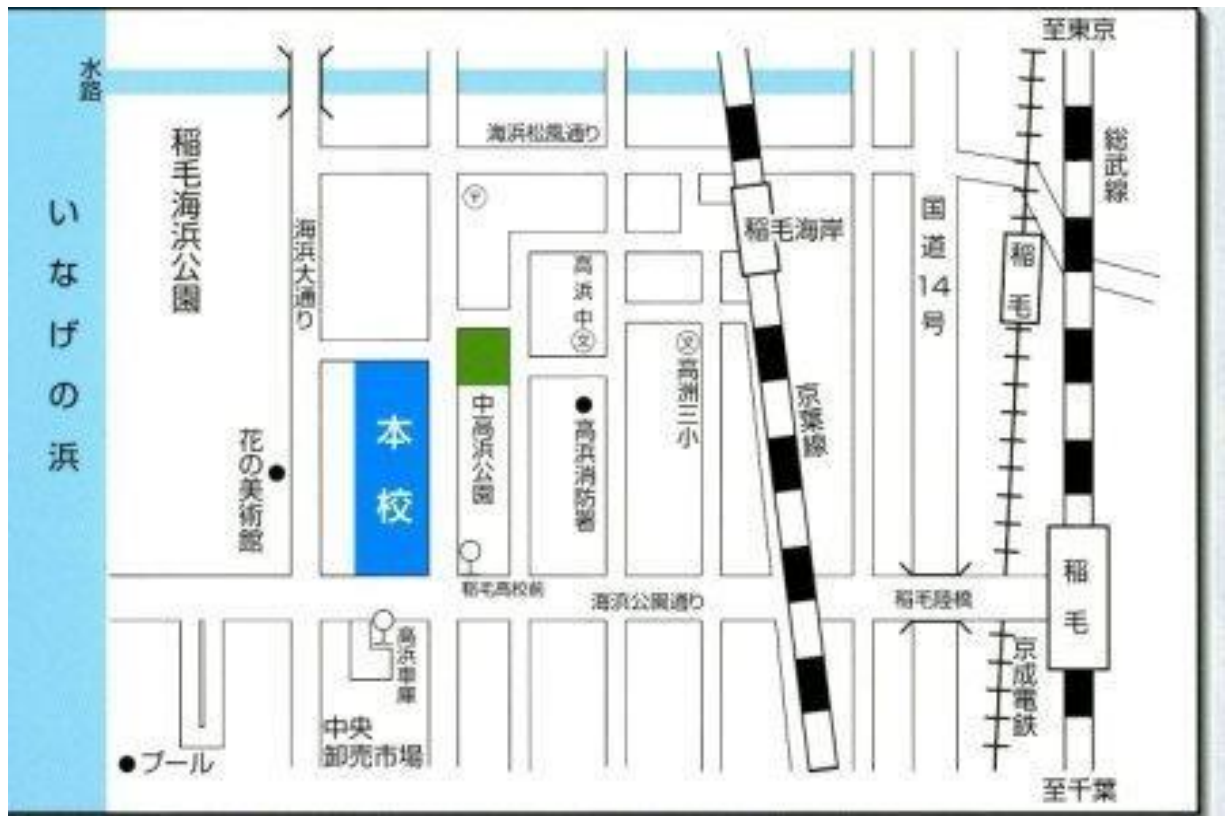 至東京
水路
海浜松風通り
総武線
稲毛海浜公園
いなげの浜
海浜大通り
〒
稲毛海岸
国道14号
稲毛
高浜中
文
文
高洲三小
京葉線
本校
中高浜公園
高浜消防署
花の美術館
稲毛高校前
海浜公園通り
稲毛陸橋
稲毛
高浜車庫
京成電鉄
中央
卸売市場
プール
至千葉